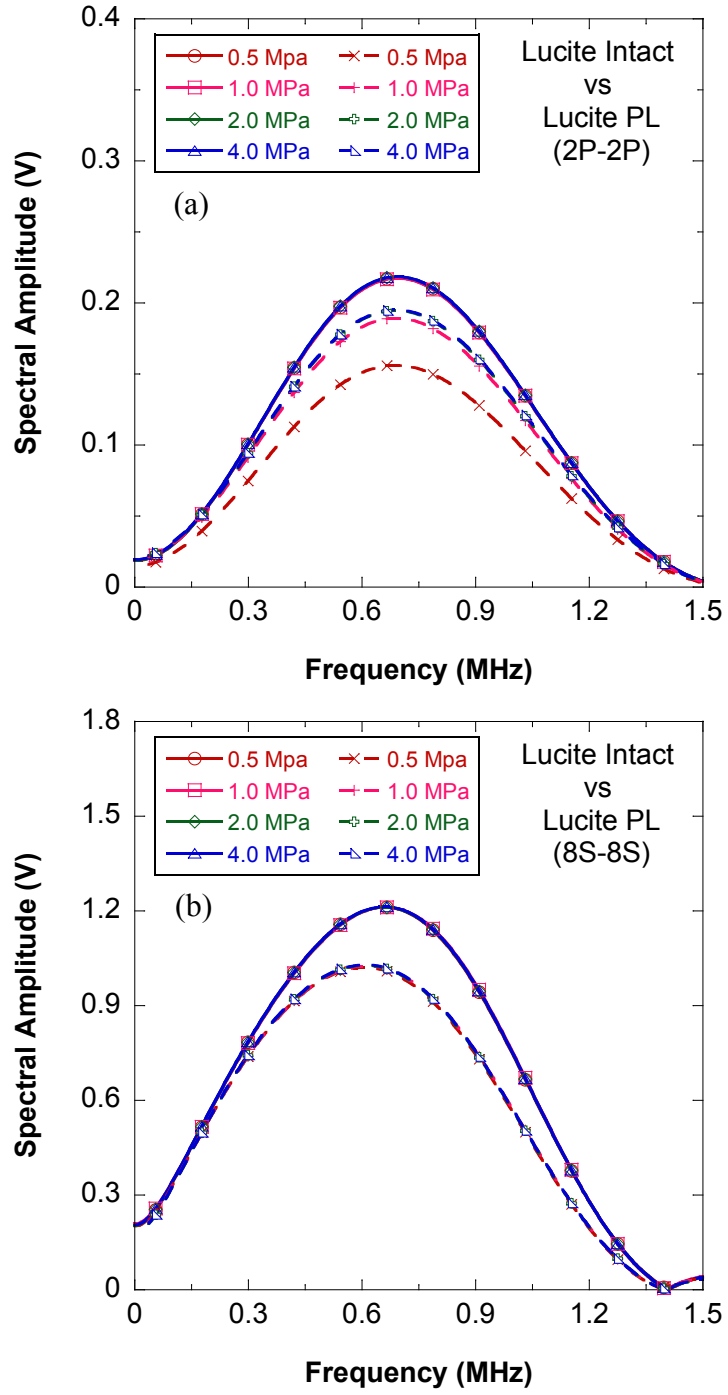 0.4
0.3
0.2
0.1
0
Spectral Amplitude (V)
0.5 Mpa 0.5 Mpa
1.0 MPa 1.0 MPa
2.0 MPa 2.0 MPa
4.0 MPa 4.0 MPa
Lucite Intact
vs
Lucite PL
(2P-2P)
(a)
0 0.3 0.6 0.9 1.2 1.5
Frequency (MHz)
1.8
1.5
1.2
0.9
0.6
0.3
0
Spectral Amplitude (V)
0.5 Mpa 0.5 Mpa
1.0 MPa 1.0 MPa
2.0 MPa 2.0 MPa
4.0 MPa 4.0 MPa
Lucite Intact
vs
Lucite PL
(8S-8S)
(b)
0 0.3 0.6 0.9 1.2 1.5
Frequency (MHz)